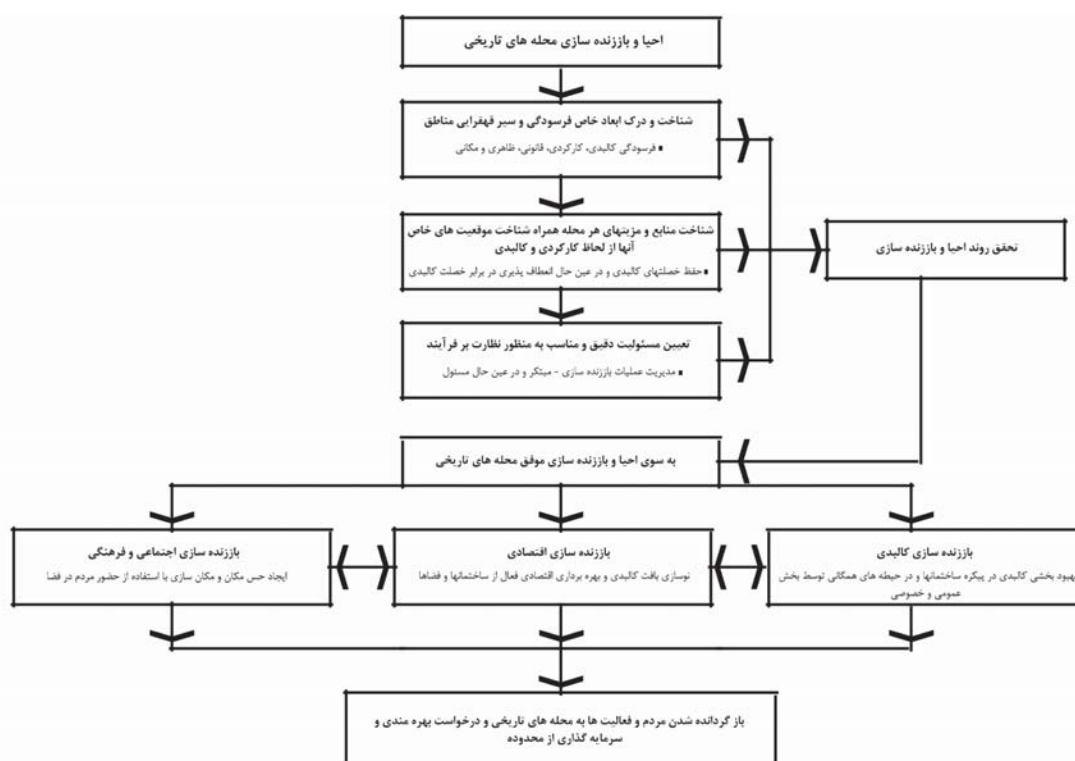 احیا و باززنده سازی محله های تاریخی
شناخت و درک ابعاد خاص فرسودگی و سیر قهقرایی مناطق
▪ فرسودگی کالبدی، کارکردی، قانونی، ظاهری و مکانی
شناخت منابع و مزیتهای هر محله همراه شناخت موقعیت های خاص
آنها از لحاظ کارکردی و کالبدی
▪ حفظ خصلتهای کالبدی و در عین حال انعطاف پذیری در برابر خصلت کالبدی
تحقق روند احیا و باززنده سازی
تعیین مسئولیت دقیق و مناسب به منظور نظارت بر فرآیند
▪ مدیریت عملیات باززنده سازی - مبتکر و در عین حال مسئول
به سوی احیا و باززنده سازی موفق محله های تاریخی
باززنده سازی کالبدی
بهبود بخشی کالبدی در پیکره ساختمانها و در حیطه های همگانی توسط بخش
عمومی و خصوصی
باززنده سازی اقتصادی
نوسازی بافت کالبدی و بهره برداری اقتصادی فعال از ساختمانها و فضاها
باززنده سازی اجتماعی و فرهنگی
ایجاد حس مکان و مکان سازی با استفاده از حضور مردم در فضا
باز گردانده شدن مردم و فعالیت ها به محله های تاریخی و درخواست بهره مندی و
سرمایه گذاری از محدوده